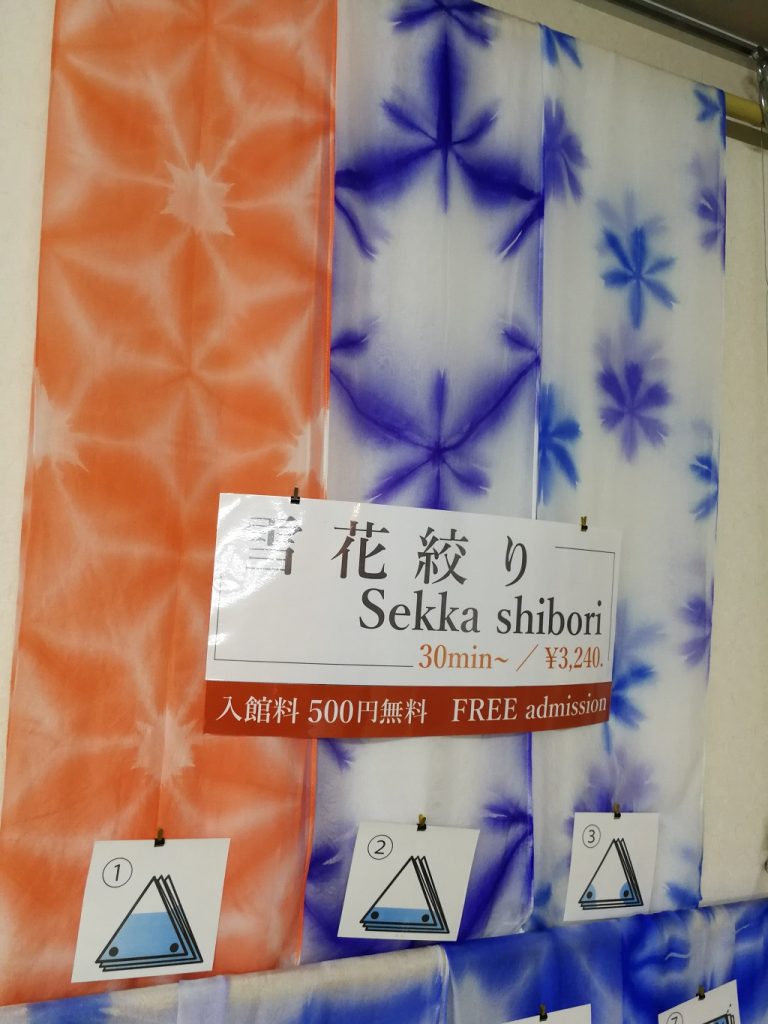 雪花絞り
Sekka shibori
30min~ / ¥3,240.
入館料 500円無料 FREE admission
①
②
③
⑦